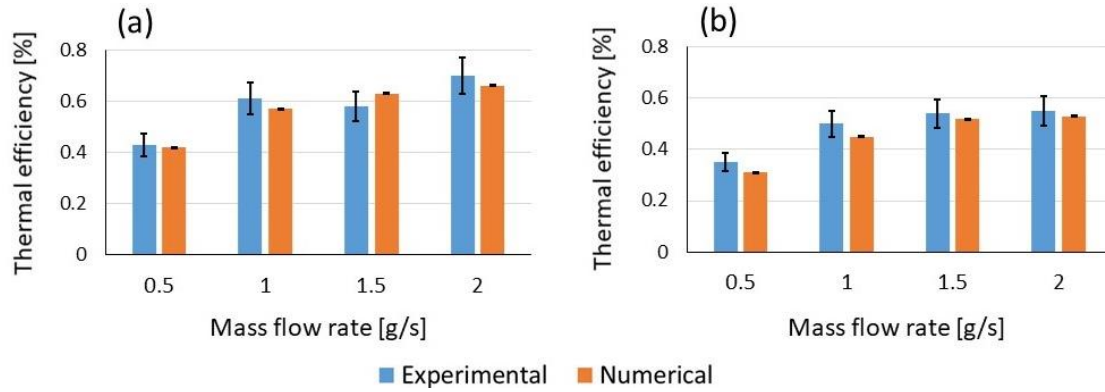 (a)
Thermal efficiency [%]
0.8
0.6
0.4
0.2
0
0.5 1 1.5 2
Mass flow rate [g/s]
(b)
Thermal efficiency [%]
0.8
0.6
0.4
0.2
0
0.5 1 1.5 2
Mass flow rate [g/s]
Experimental Numerical